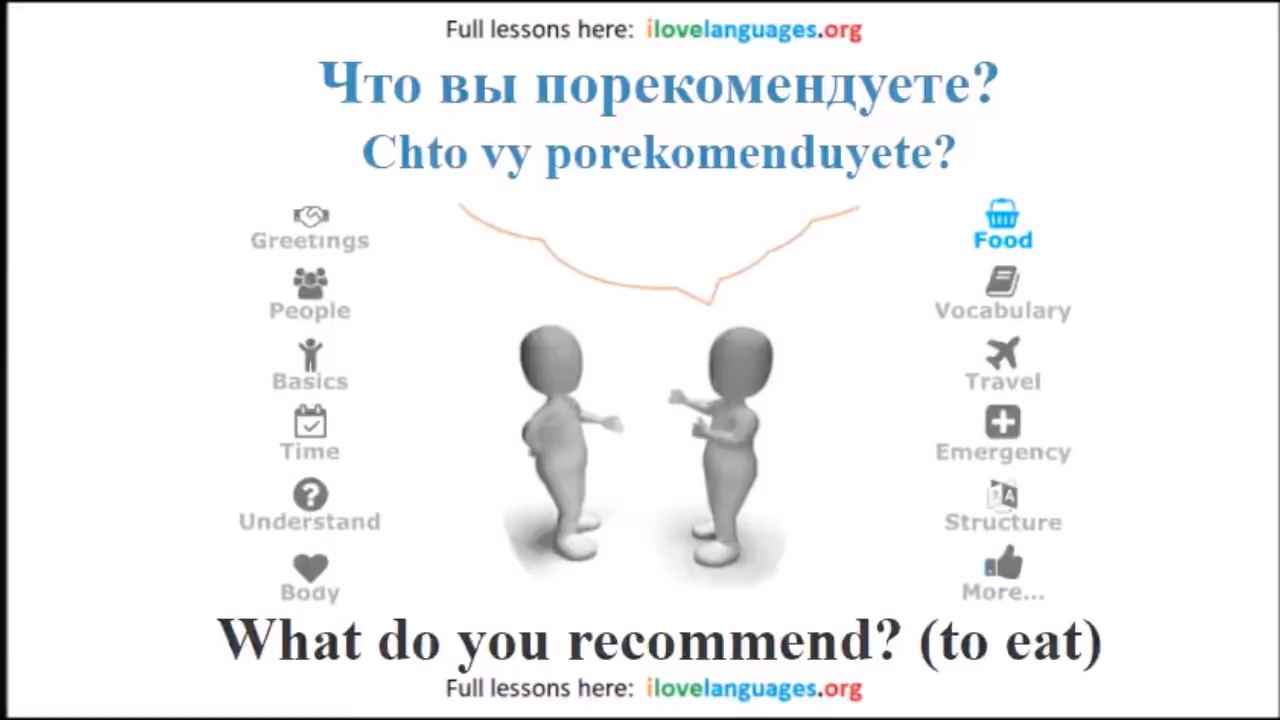 Full lessons here: ilovelanguages.org
Что вы порекомендуете?
Chto vy porekomenduyete?
Greetings
Food
People
Vocabulary
Basics
Travel
Time
Emergency
Understand
Structure
Body
More...
What do you recommend? (to eat)
Full lessons here: ilovelanguages.org